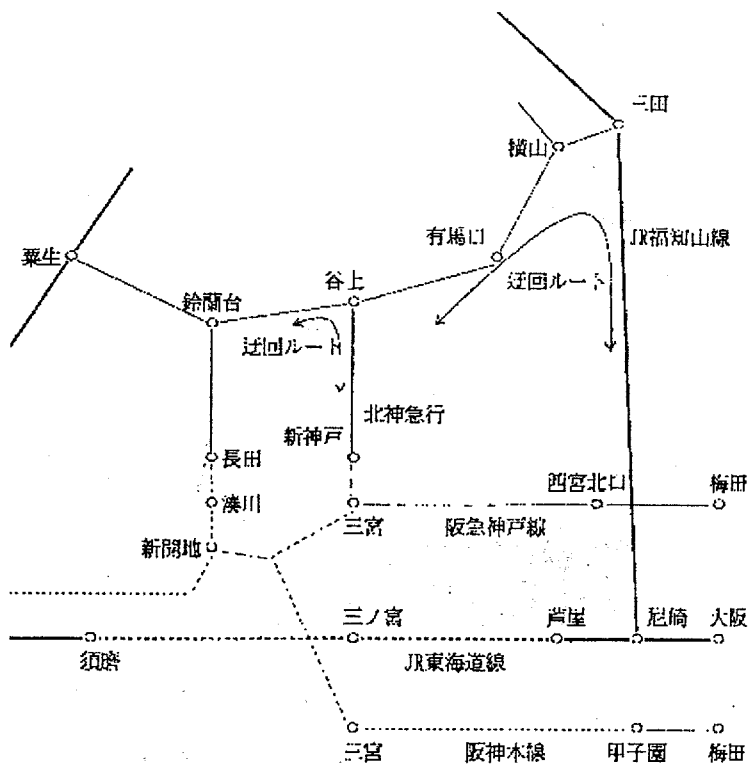 三田
横山
有馬口
JR福知山線
粟生
谷上
迂回ルート
鈴蘭台
迂回ルート
北神急行
新神戸
長田
西宮北口
梅田
湊川
三宮
阪急神戸線
新開地
三ノ宮
芦屋
尼崎
大阪
須磨
JR東海道線
三宮
阪神本線
甲子園
梅田